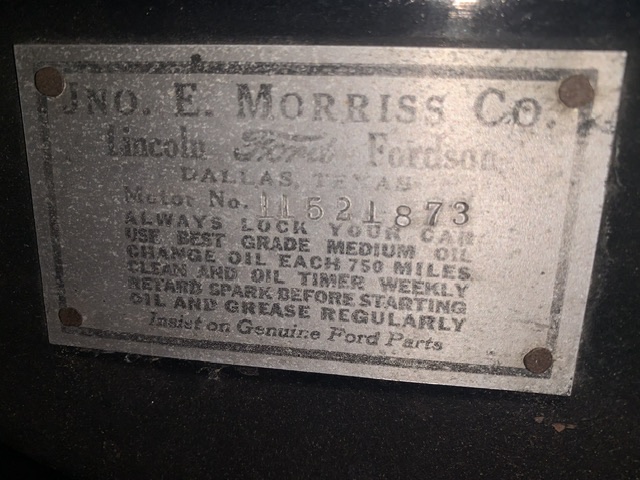 JNO. E. MORRISS CO.
Lincoln Ford Fordson
DALLAS, TEXAS
Motor No. 11521873
ALWAYS LOCK YOUR CAR
USE BEST GRADE MEDIUM OIL
CHANGE OIL EACH 750 MILES
CLEAN AND OIL TIMER WEEKLY
RETARD SPARK BEFORE STARTING
OIL AND GREASE REGULARLY
Insist on Genuine Ford Parts